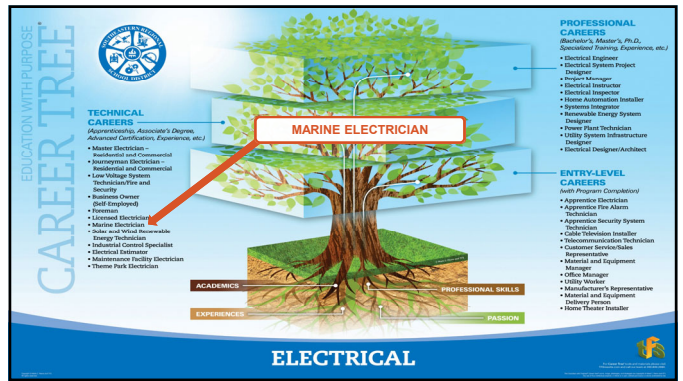 EDUCATION WITH PURPOSE
CAREER TREE
SOUTHEASTERN REGIONAL
SCHOOL DISTRICT
TECHNICAL
CAREERS
(Apprenticeship, Associate's Degree,
Advanced Certification, Experience, etc.)
• Master Electrician –
Residential and Commercial
• Journeyman Electrician –
Residential and Commercial
• Low Voltage System
Technician/Fire and
Security
• Business Owner
(Self-Employed)
• Foreman
• Licensed Electrician
• Marine Electrician
• Solar and Wind Renewable
Energy Technician
• Industrial Control Specialist
• Electrical Estimator
• Maintenance Facility Electrician
• Theme Park Electrician
MARINE ELECTRICIAN
PROFESSIONAL
CAREERS
(Bachelor's, Master's, Ph.D.,
Specialized Training, Experience, etc.)
• Electrical Engineer
• Electrical System Project
Designer
• Project Manager
• Electrical Instructor
• Electrical Inspector
• Home Automation Installer
• Systems Integrator
• Renewable Energy System
Designer
• Power Plant Technician
• Utility System Infrastructure
Designer
• Electrical Designer/Architect
ENTRY-LEVEL
CAREERS
(with Program Completion)
• Apprentice Electrician
• Apprentice Fire Alarm
Technician
• Apprentice Security System
Technician
• Cable Television Installer
• Telecommunication Technician
• Customer Service/Sales
Representative
• Material and Equipment
Manager
• Office Manager
• Utility Worker
• Manufacturer's Representative
• Material and Equipment
Delivery Person
• Home Theater Installer
ACADEMICS
PROFESSIONAL SKILLS
EXPERIENCES
PASSION
ELECTRICAL